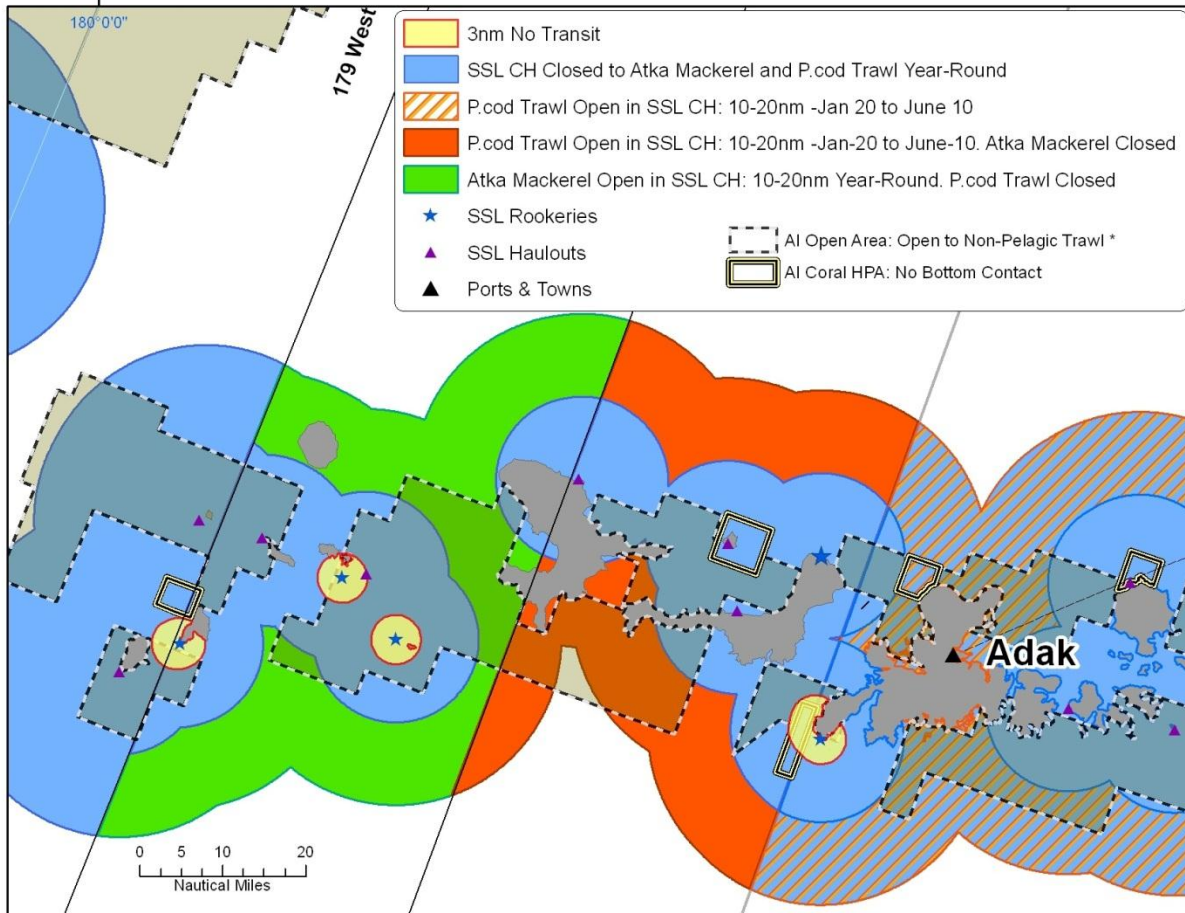 180°0'0"
179 West
3nm No Transit
SSL CH Closed to Atka Mackerel and P.cod Trawl Year-Round
P.cod Trawl Open in SSL CH: 10-20nm -Jan 20 to June 10
P.cod Trawl Open in SSL CH: 10-20nm -Jan-20 to June-10. Atka Mackerel Closed
Atka Mackerel Open in SSL CH: 10-20nm Year-Round. P.cod Trawl Closed
SSL Rookeries
SSL Haulouts
Ports & Towns
AI Open Area: Open to Non-Pelagic Trawl *
AI Coral HPA: No Bottom Contact
Adak
0 5 10 20
Nautical Miles